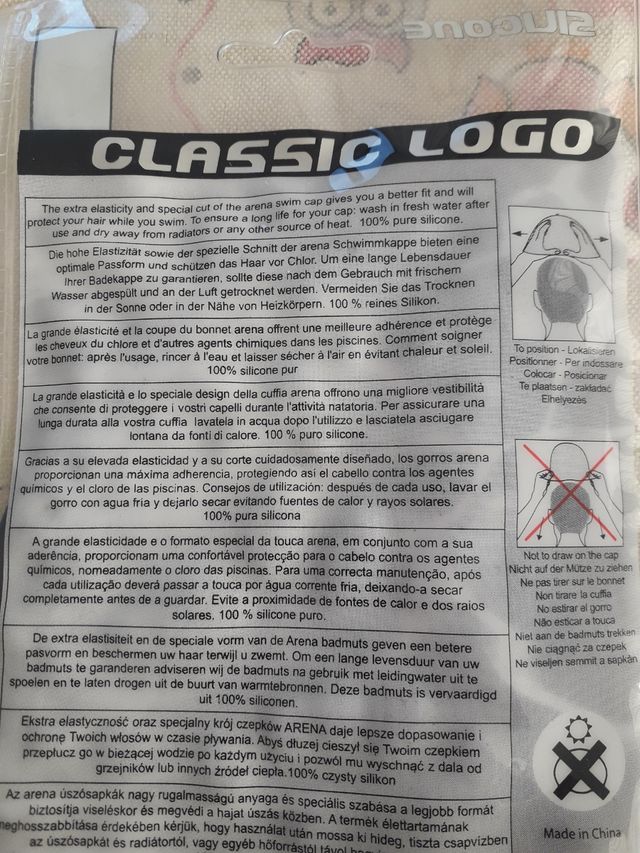 SILICONE
CLASSIC LOGO
The extra elasticity and special cut of the arena swim cap gives you a better fit and will
protect your hair while you swim. To ensure a long life for your cap: wash in fresh water after
use and dry away from radiators or any other source of heat. 100% pure silicone.
Die hohe Elastizität sowie der spezielle Schnitt der arena Schwimmkappe bieten eine
optimale Passform und schützen das Haar vor Chlor. Um eine lange Lebensdauer
Ihrer Badekappe zu garantieren, sollte diese nach dem Gebrauch mit frischem
Wasser abgespült und an der Luft getrocknet werden. Vermeiden Sie das Trocknen
in der Sonne oder in der Nähe von Heizkörpern. 100 % reines Silikon.
La grande élasticité et la coupe du bonnet arena offrent une meilleure adhérence et protège
les cheveux du chlore et d'autres agents chimiques dans les piscines. Comment soigner
votre bonnet: après l'usage, rincer à l'eau et laisser sécher à l'air en évitant chaleur et soleil.
100% silicone pur
La grande elasticità e lo speciale design della cuffia arena offrono una migliore vestibilità
che consente di proteggere i vostri capelli durante l'attività natatoria. Per assicurare una
lunga durata alla vostra cuffia lavatela in acqua dopo l'utilizzo e lasciatela asciugare
lontana da fonti di calore. 100 % puro silicone.
Gracias a su elevada elasticidad y a su corte cuidadosamente diseñado, los gorros arena
proporcionan una máxima adherencia, protegiendo así el cabello contra los agentes
químicos y el cloro de las piscinas. Consejos de utilización: después de cada uso, lavar el
gorro con agua fria y dejarlo secar evitando fuentes de calor y rayos solares.
100% pura silicona
A grande elasticidade e o formato especial da touca arena, em conjunto com a sua
aderência, proporcionam uma confortável protecção para o cabelo contra os agentes
químicos, nomeadamente o cloro das piscinas. Para uma correcta manutenção, após
cada utilização deverá passar a touca por água corrente fria, deixando-a secar
completamente antes de a guardar. Evite a proximidade de fontes de calor e dos raios
solares. 100 % silicone puro.
De extra elastisiteit en de speciale vorm van de Arena badmuts geven een betere
pasvorm en beschermen uw haar terwijl u zwemt. Om een lange levensduur van uw
badmuts te garanderen adviseren wij de badmuts na gebruik met leidingwater uit te
spoelen en te laten drogen uit de buurt van warmtebronnen. Deze badmuts is vervaardigd
uit 100% siliconen.
Ekstra elastyczność oraz specjalny krój czepków ARENA daje lepsze dopasowanie i
ochronę Twoich włosów w czasie pływania. Abyś dłużej cieszył się Twoim czepkiem
przepłucz go w bieżącej wodzie po każdym użyciu i pozwól mu wyschnąć z dala od
grzejników lub innych źródeł ciepła.100% czysty silikon
Az arena úszósapkák nagy rugalmasságú anyaga és speciális szabása a legjobb formát
biztosítja viseléskor és megvédi a hajat úszás közben. A termék élettartamának
meghosszabbítása érdekében kérjük, hogy használat után mossa ki hideg, tiszta csapvízben
az úszósapkát és radiátortól, vagy egyéb hőforrástól távol
To position - Lokalisieren
Positionner - Per indossare
Colocar - Posicionar
Te plaatsen - zakładać
Elhelyezés
Not to draw on the cap
Nicht auf der Mütze zu ziehen
Ne pas tirer sur le bonnet
Non tirare la cuffia
No estirar el gorro
Não esticar a touca
Niet aan de badmuts trekken
Nie ciągnąć za czepek
Ne viseljen semmit a sapkán
Made in China